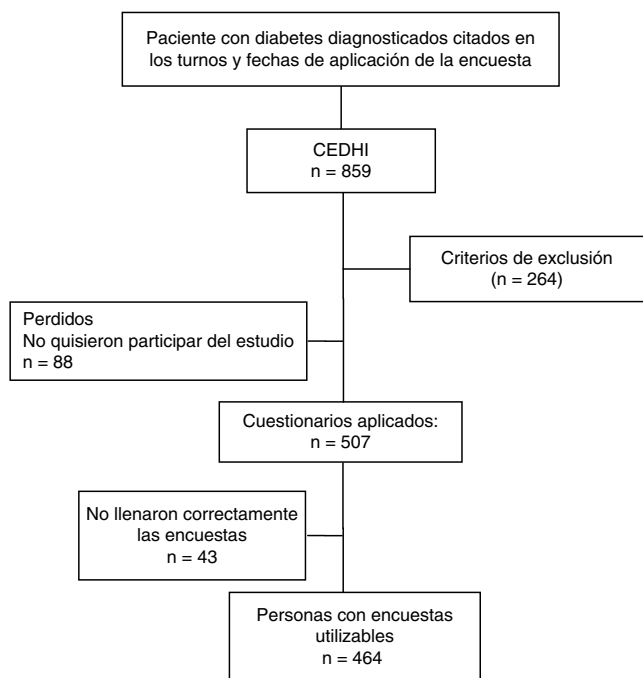 Paciente con diabetes diagnosticados citados en
los turnos y fechas de aplicación de la encuesta
CEDHI
n = 859
Criterios de exclusión
(n = 264)
Perdidos
No quisieron participar del estudio
n = 88
Cuestionarios aplicados:
n = 507
No llenaron correctamente
las encuestas
n = 43
Personas con encuestas
utilizables
n = 464